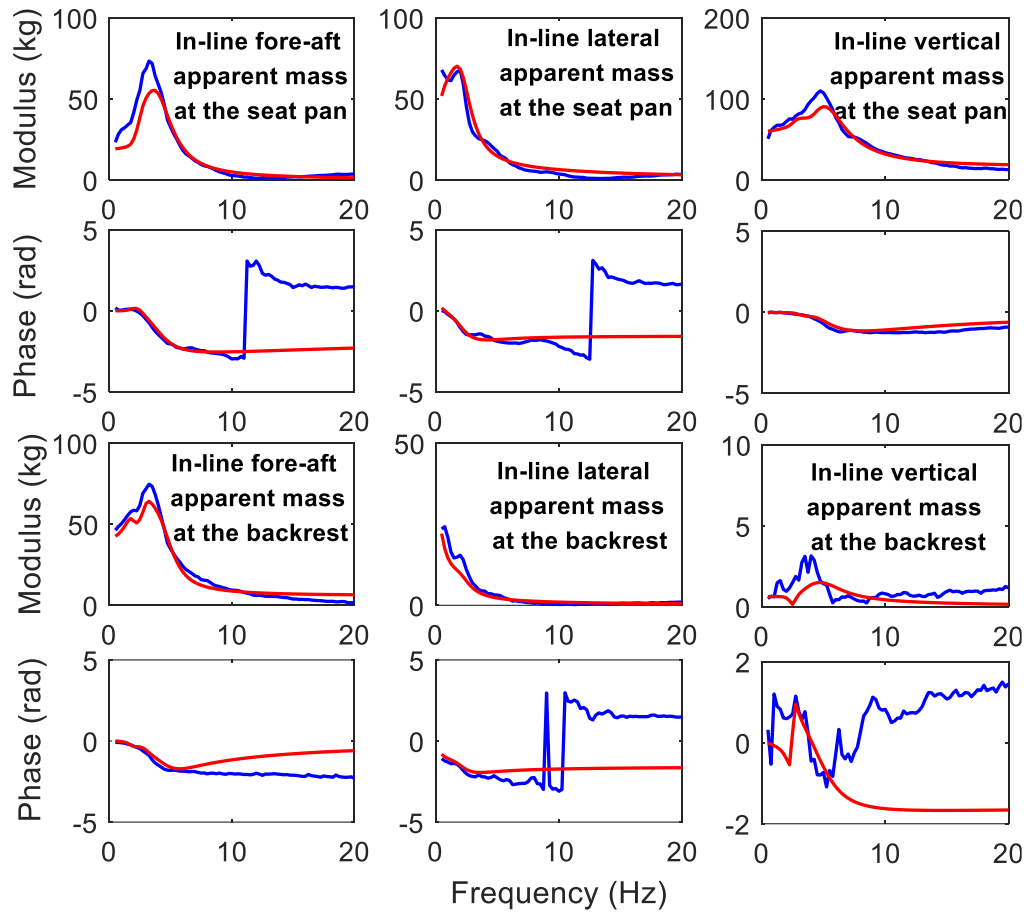 Modulus (kg)
100
50
0
0 10 20
In-line fore-aft
apparent mass
at the seat pan
100
50
0
0 10 20
In-line lateral
apparent mass
at the seat pan
200
100
0
0 10 20
In-line vertical
apparent mass
at the seat pan
Phase (rad)
5
0
-5
0 10 20
5
0
-5
0 10 20
5
0
-5
0 10 20
Modulus (kg)
100
50
0
0 10 20
In-line fore-aft
apparent mass
at the backrest
50
0
0 10 20
In-line lateral
apparent mass
at the backrest
10
5
0
0 10 20
In-line vertical
apparent mass
at the backrest
Phase (rad)
5
0
-5
0 10 20
5
0
-5
0 10 20
2
0
-2
0 10 20
Frequency (Hz)